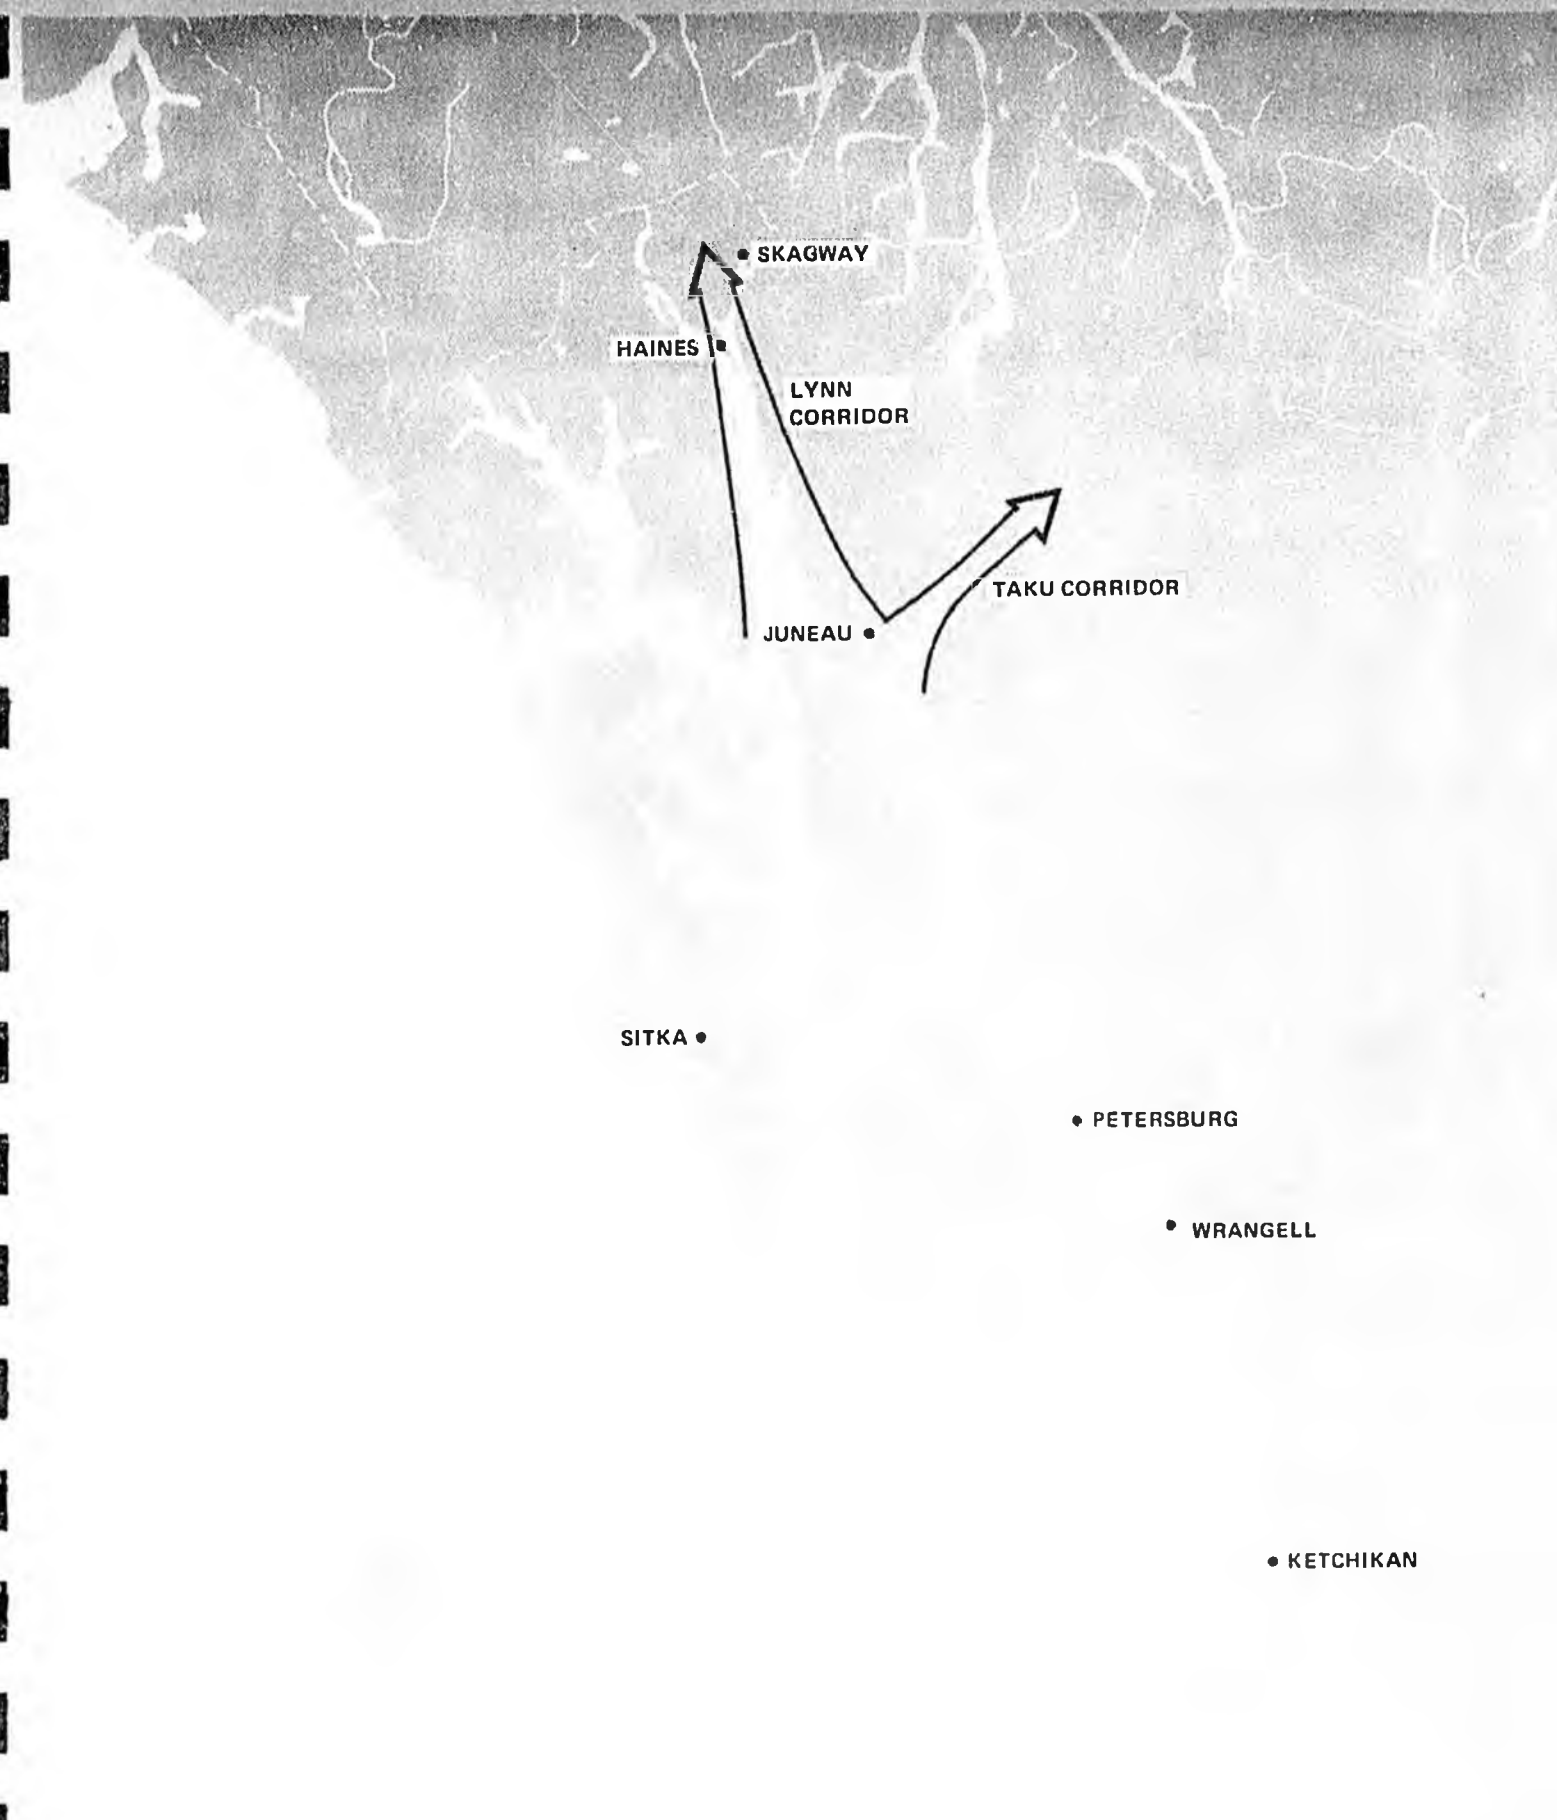 SKAGWAY
HAINES
LYNN
CORRIDOR
TAKU CORRIDOR
JUNEAU
SITKA
PETERSBURG
WRANGELL
KETCHIKAN